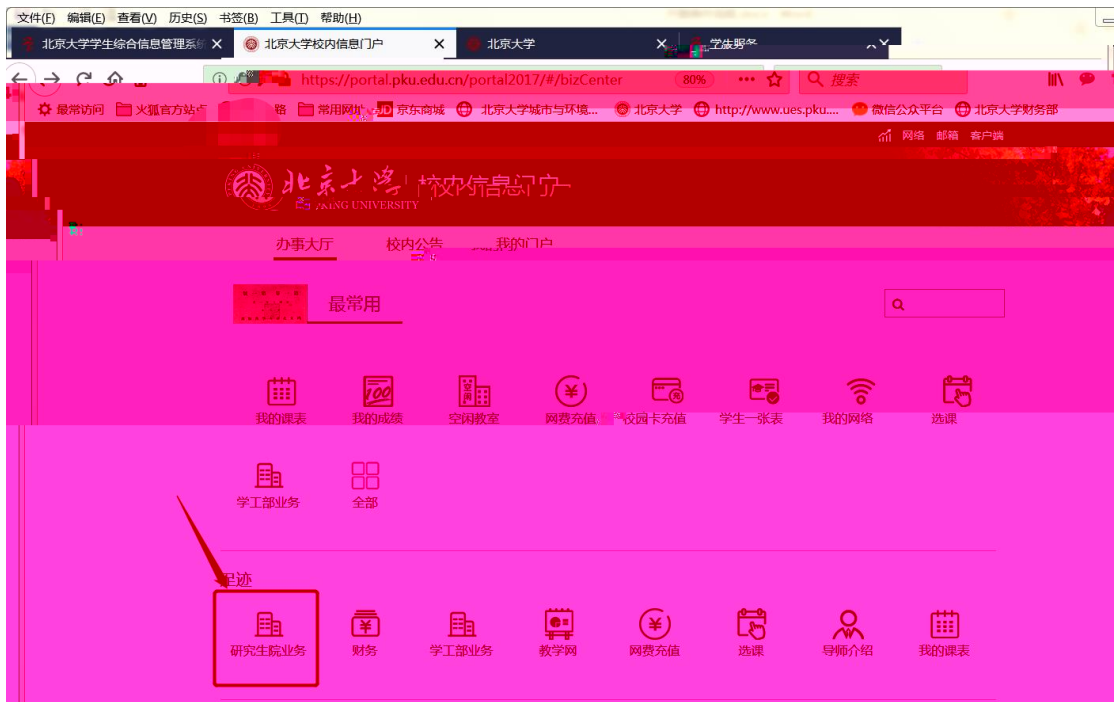 文件(F) 编辑(E) 查看(V) 历史(S) 书签(B) 工具(T) 帮助(H)
北京大学学生综合信息管理系统 北京大学校内信息门户 北京大学
https://portal.pku.edu.cn/portal2017/#/bizCenter 80% 搜索
最常访问 火狐官方站点 常用网址 JD 京东商城 北京大学城市与环境... 北京大学 http://www.ues.pku.... 微信公众平台 北京大学财务部
网络 邮箱 客户端
北京大学 校内信息门户
UNIVERSITY
办事大厅 校内公告 我的门户
最常用
我的课表 我的成绩 空闲教室 网费充值 校园卡充值 学生一张表 我的网络 选课
学工部业务 全部
足迹
研究生院业务 财务 学工部业务 教学网 网费充值 选课 导师介绍 我的课表